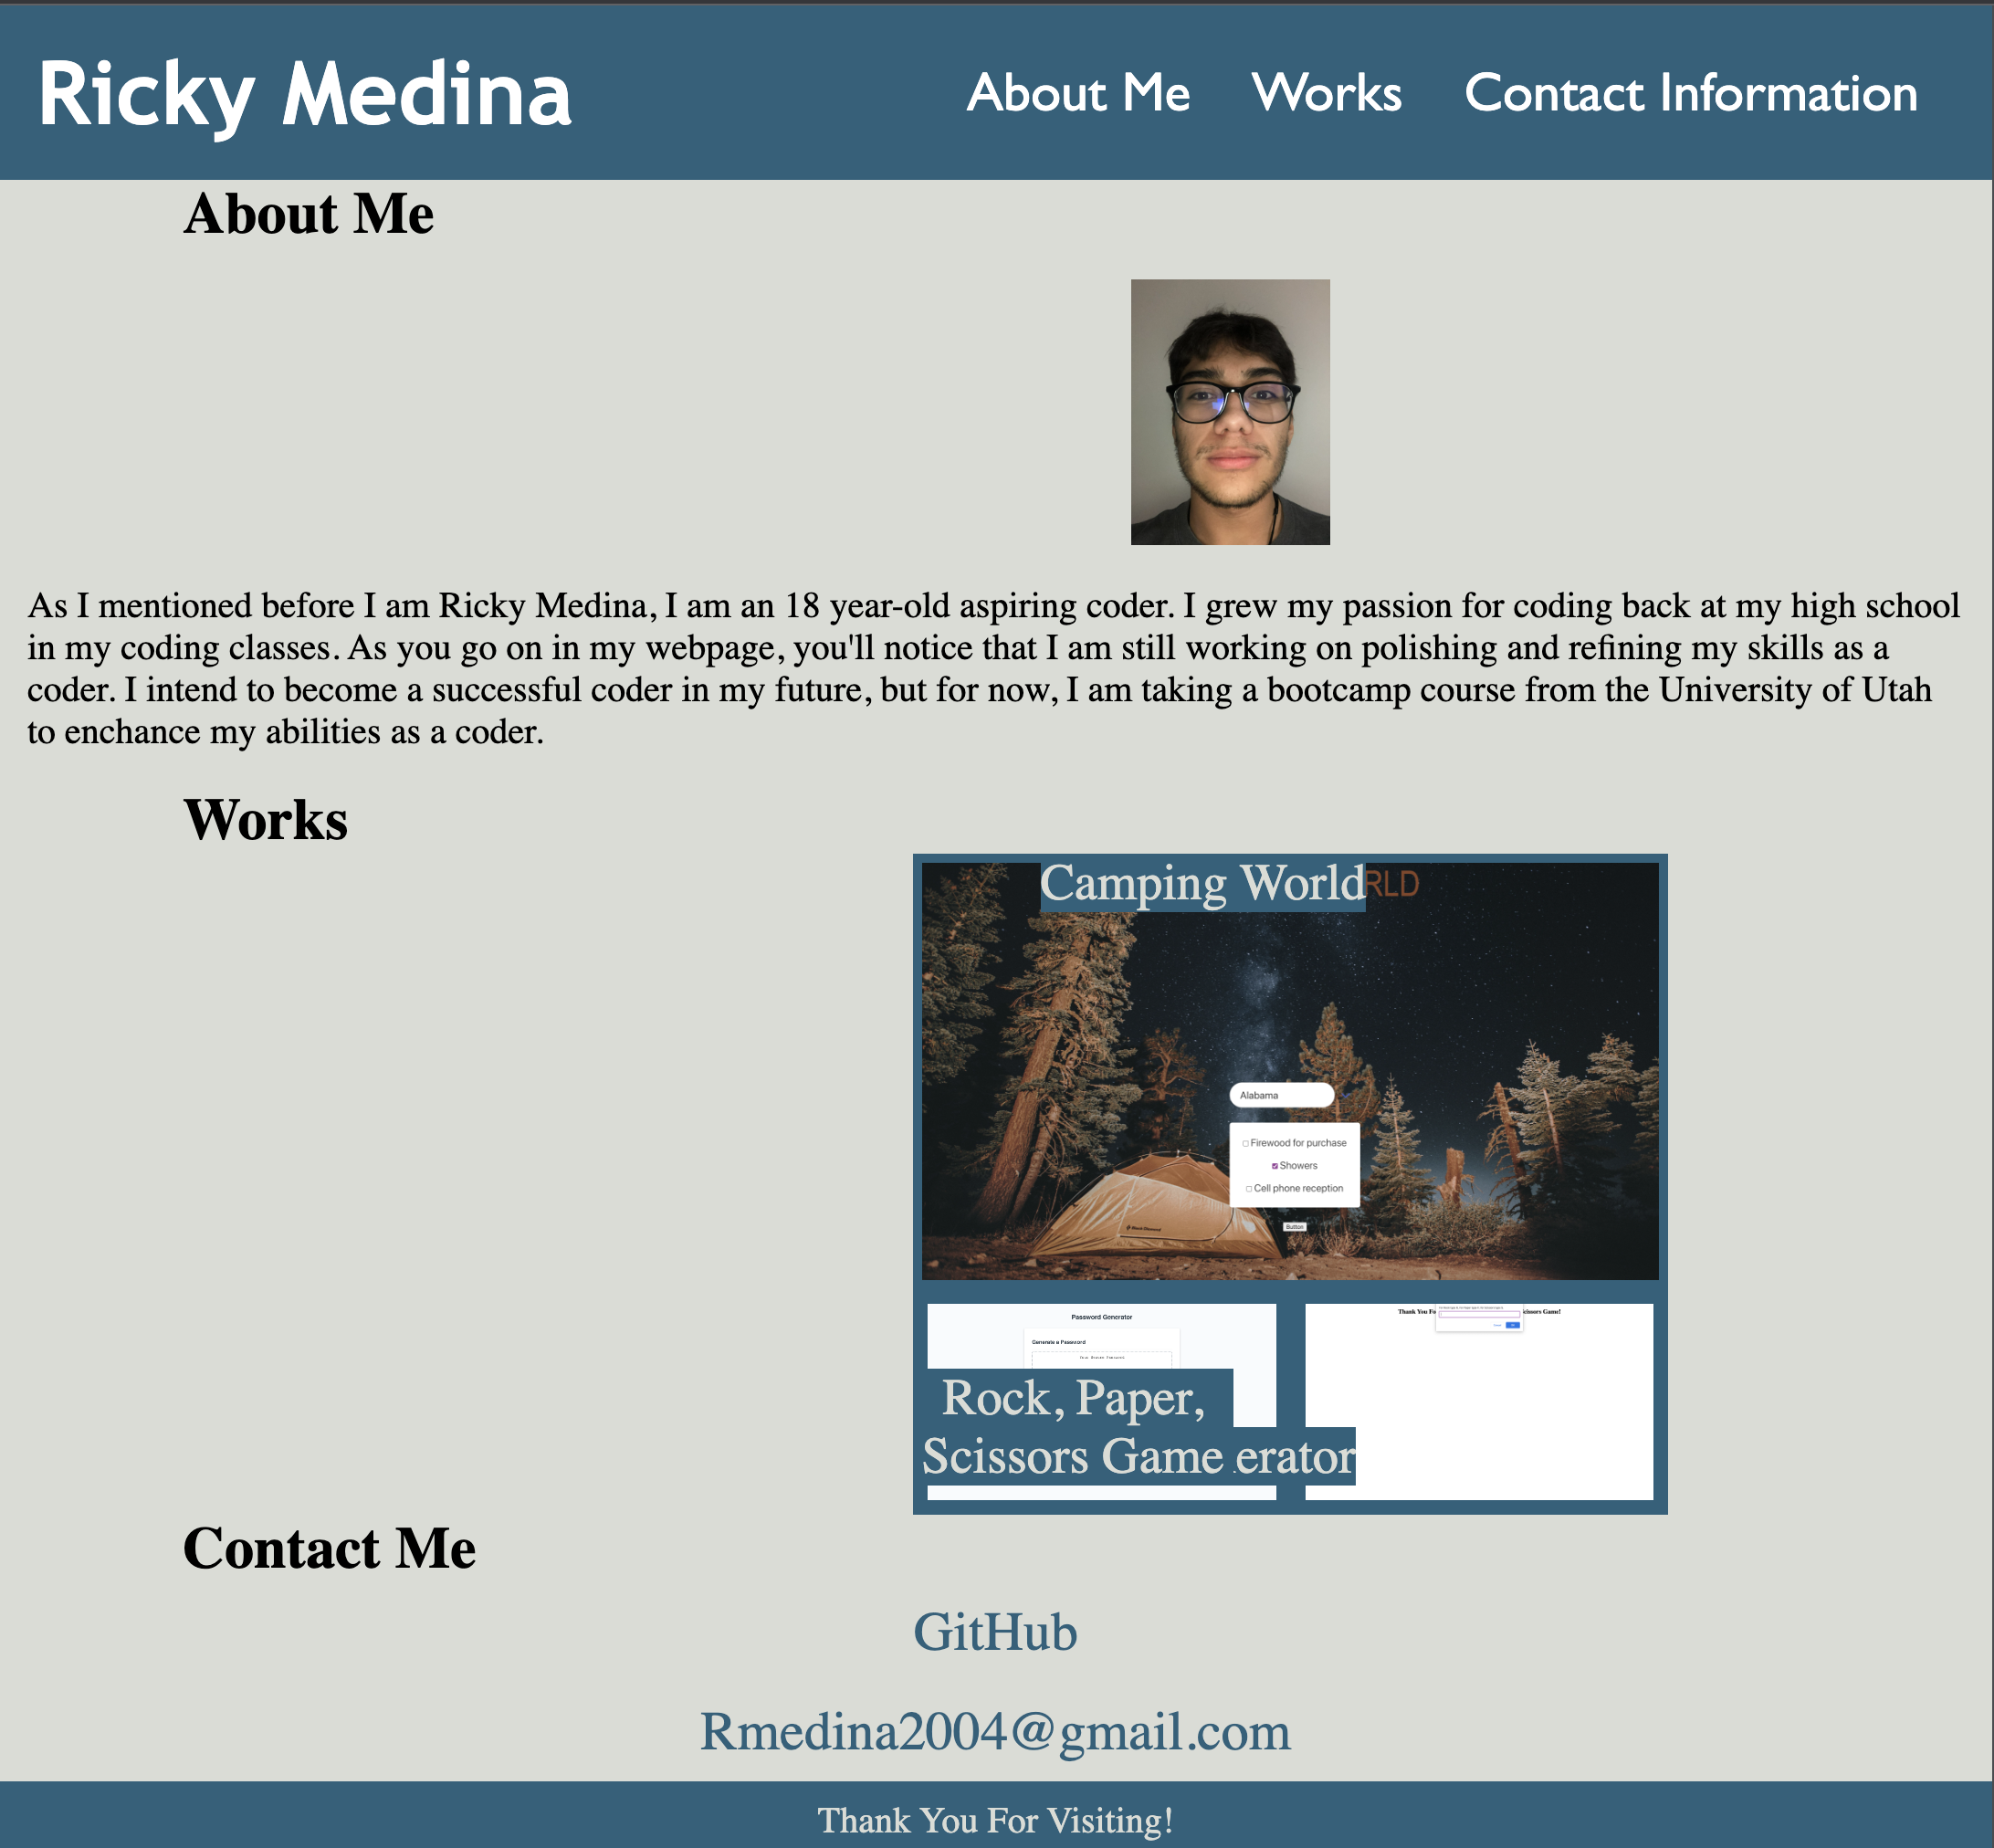 Ricky Medina
About Me Works Contact Information
About Me
As I mentioned before I am Ricky Medina, I am an 18 year-old aspiring coder. I grew my passion for coding back at my high school
in my coding classes. As you go on in my webpage, you'll notice that I am still working on polishing and refining my skills as a
coder. I intend to become a successful coder in my future, but for now, I am taking a bootcamp course from the University of Utah
to enchance my abilities as a coder.
Works
Camping World
RLD
Alabama
Firewood for purchase
Showers
Cell phone reception
Button
Password Generator
Generate a Password
Thank You Fo
Scissors Game!
Rock, Paper,
Scissors Game erator
Contact Me
GitHub
Rmedina2004@gmail.com
Thank You For Visiting!